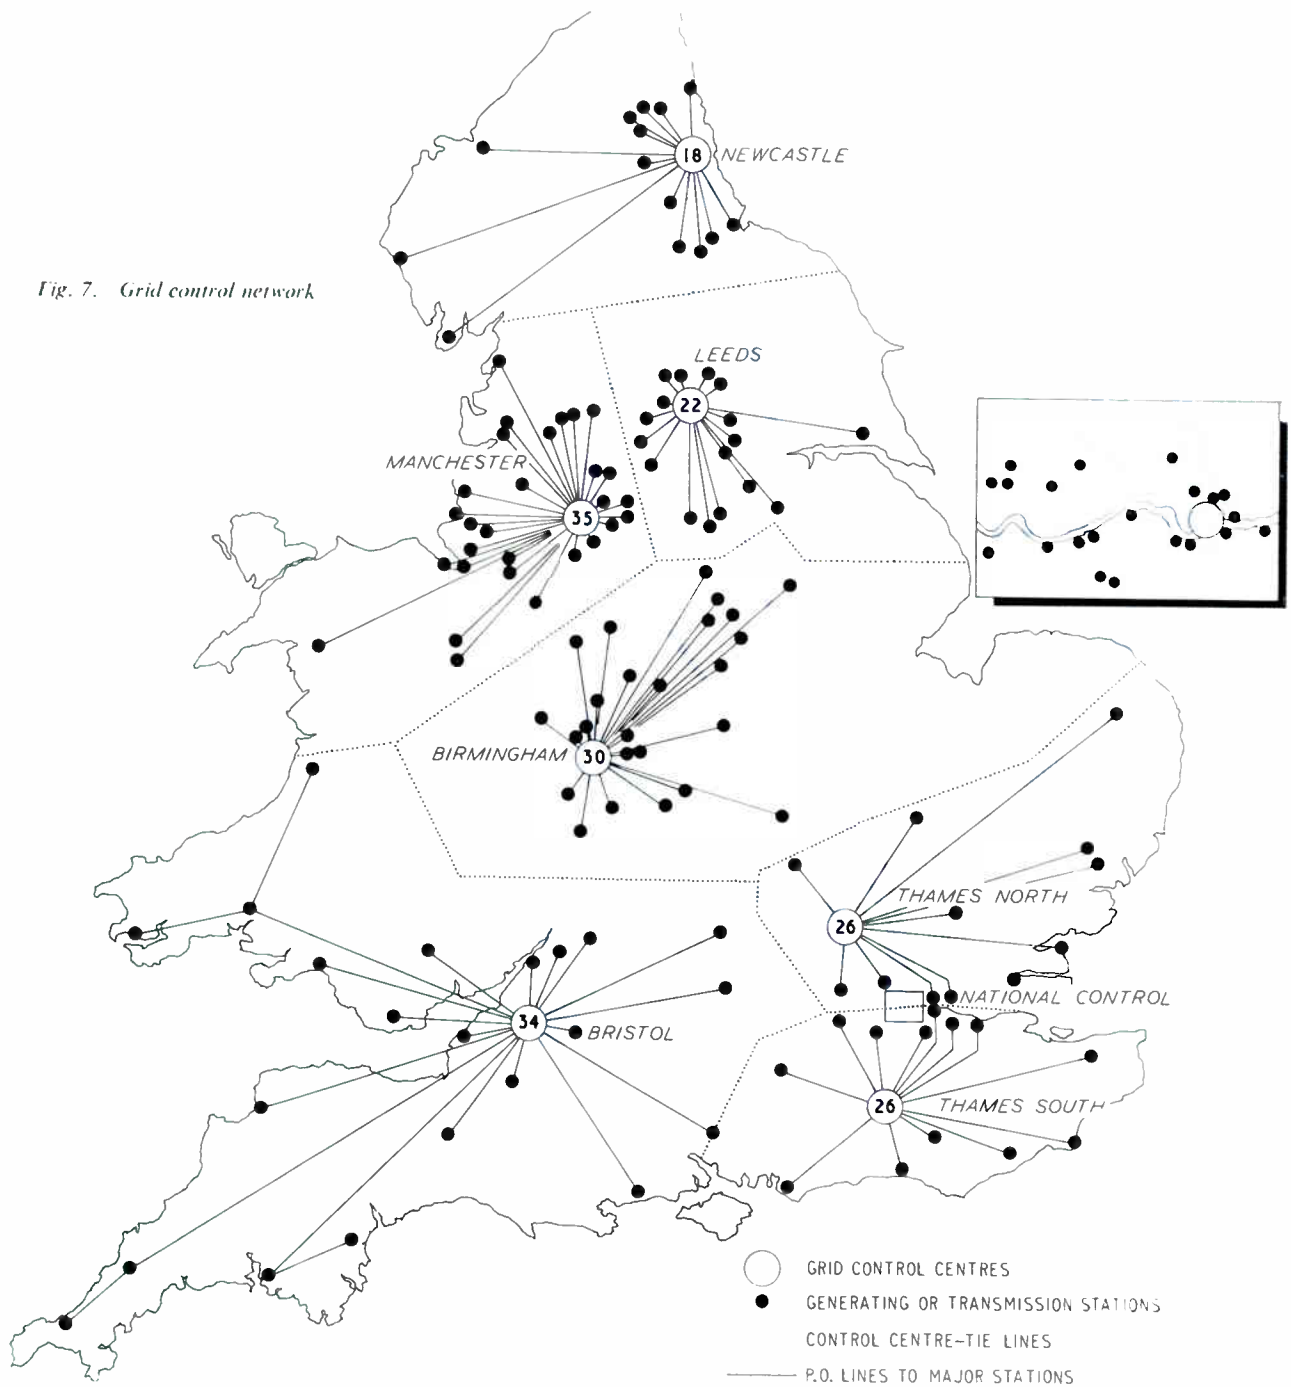 18 NEWCASTLE
Fig. 7. Grid control network
LEEDS
22
MANCHESTER
35
BIRMINGHAM 30
THAMES NORTH
26
NATIONAL CONTROL
34 BRISTOL
26 THAMES SOUTH
GRID CONTROL CENTRES
GENERATING OR TRANSMISSION STATIONS
CONTROL CENTRE-TIE LINES
P.O. LINES TO MAJOR STATIONS